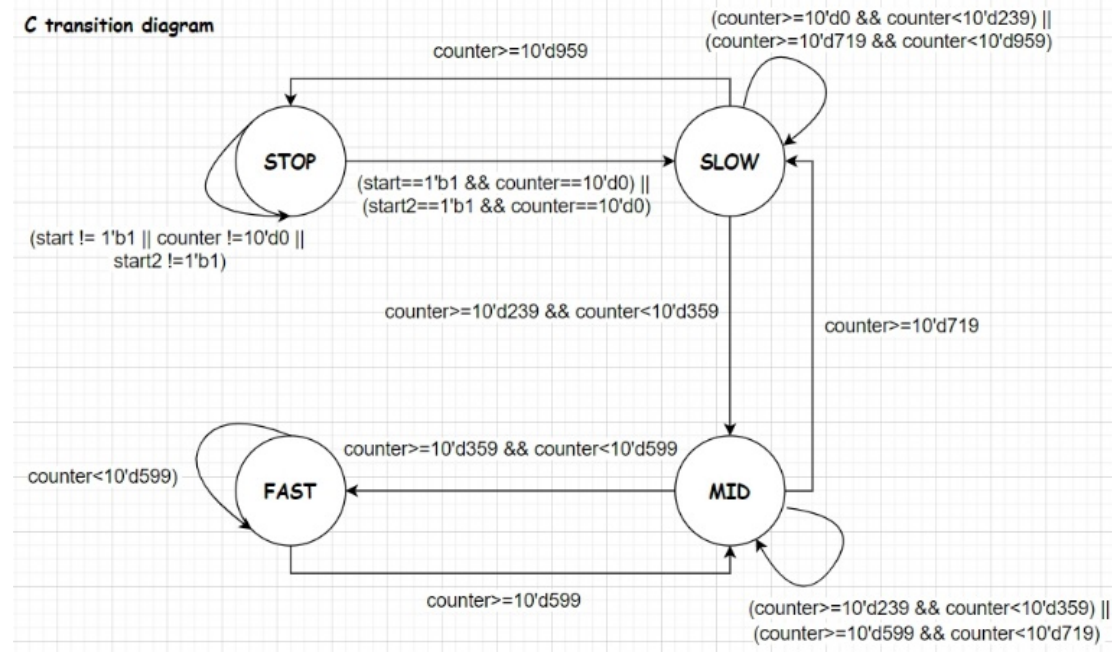 C transition diagram
(counter>=10'd0 && counter<10'd239) ||
(counter>=10'd719 && counter<10'd959)
counter>=10'd959
STOP
SLOW
(start==1'b1 && counter==10'd0) ||
(start2==1'b1 && counter==10'd0)
(start != 1'b1 || counter !=10'd0 ||
start2 !=1'b1)
counter>=10'd239 && counter<10'd359
counter>=10'd719
counter>=10'd359 && counter<10'd599
counter<10'd599)
FAST
MID
counter>=10'd599
(counter>=10'd239 && counter<10'd359) ||
(counter>=10'd599 && counter<10'd719)